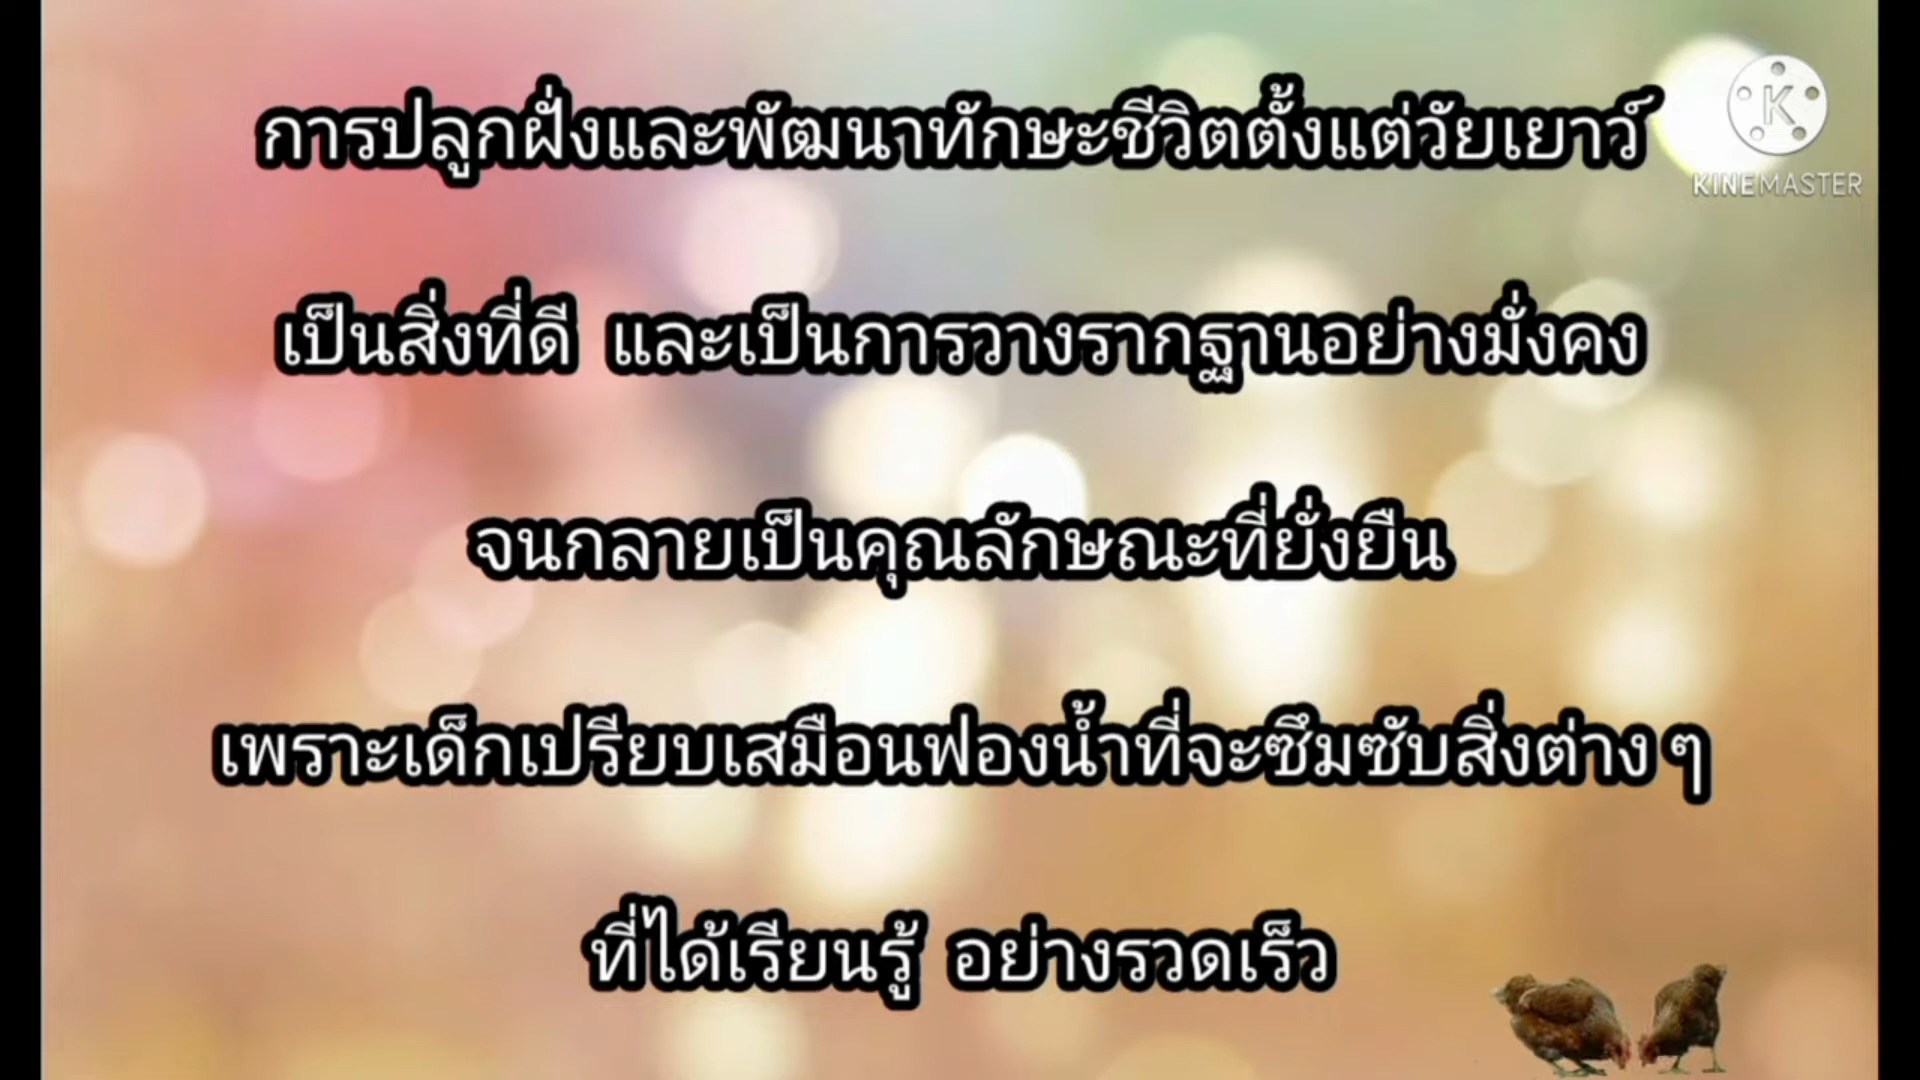 การปลูกฝั่งและพัฒนาทักษะชีวิตตั้งแต่วัยเยาว์
KINEMASTER
เป็นสิ่งที่ดี และเป็นการวางรากฐานอย่างมั่งคง
จนกลายเป็นคุณลักษณะที่ยั่งยืน
เพราะเด็กเปรียบเสมือนฟองน้ำที่จะซึมซับสิ่งต่างๆ
ที่ได้เรียนรู้ อย่างรวดเร็ว